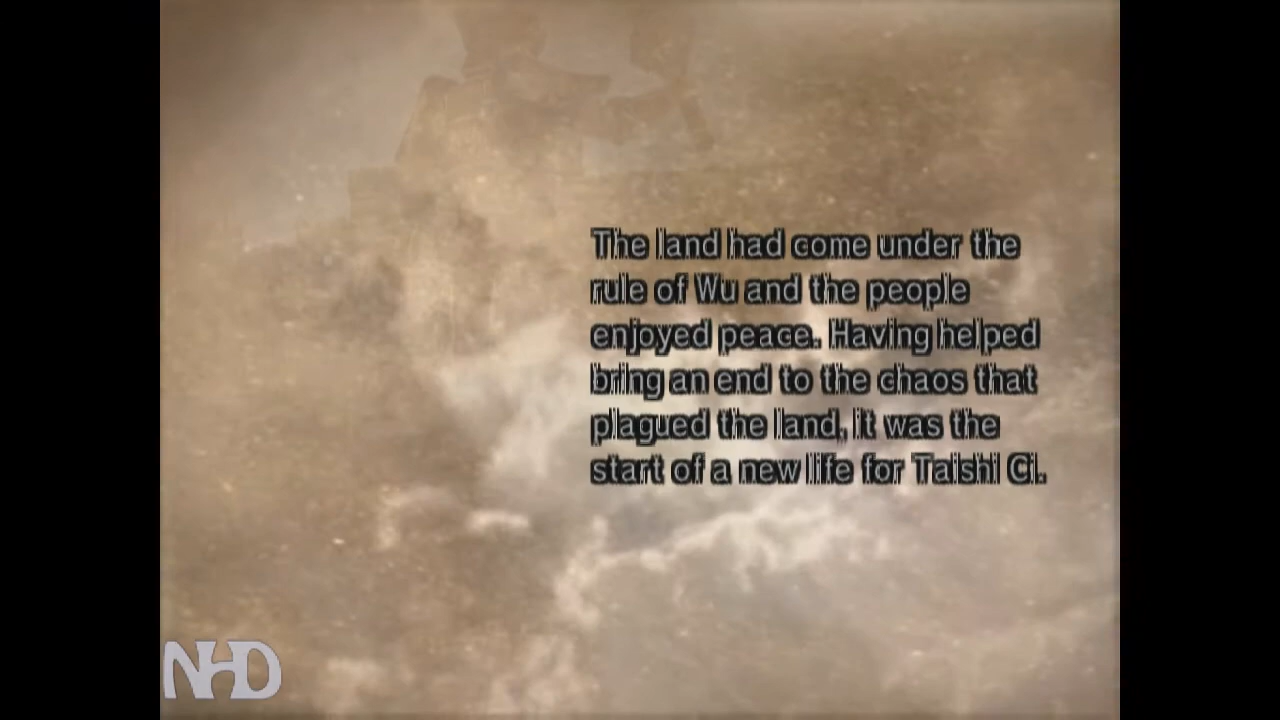 The land had come under the
rule of Wu and the people
enjoyed peace. Having helped
bring an end to the chaos that
plagued the land, it was the
start of a new life for Taishi Ci.
NHD